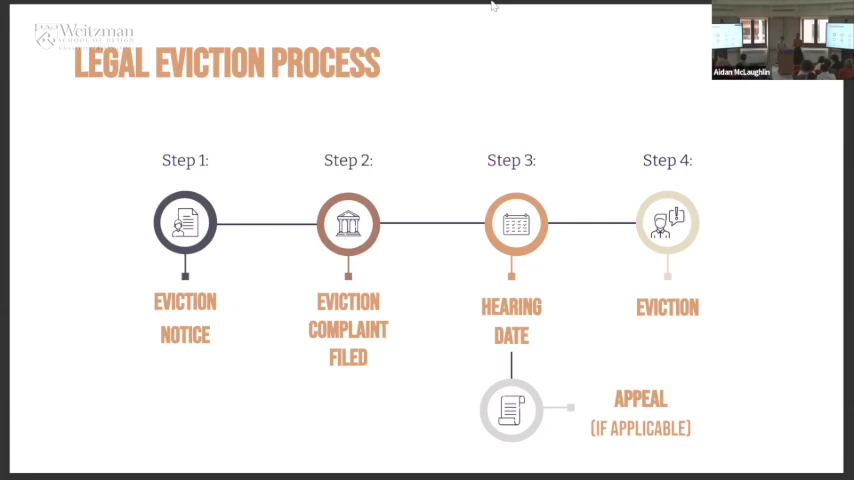 Weitzman
SCHOOL OF DESIGN
LEGAL EVICTION PROCESS
Aidan McLaughlin
Step 1:
Step 2:
Step 3:
Step 4:
EVICTION
NOTICE
EVICTION
COMPLAINT
FILED
HEARING
DATE
EVICTION
APPEAL
(IF APPLICABLE)